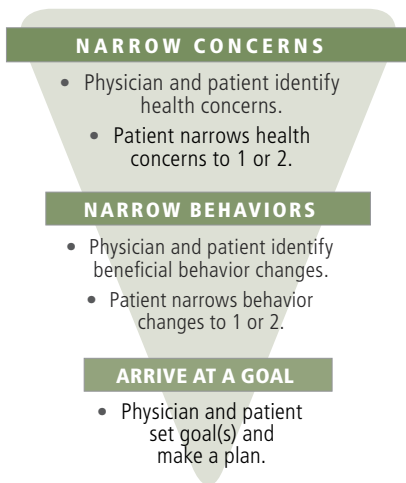 NARROW CONCERNS
• Physician and patient identify
health concerns.
• Patient narrows health
concerns to 1 or 2.
NARROW BEHAVIORS
• Physician and patient identify
beneficial behavior changes.
• Patient narrows behavior
changes to 1 or 2.
ARRIVE AT A GOAL
• Physician and patient
set goal(s) and
make a plan.